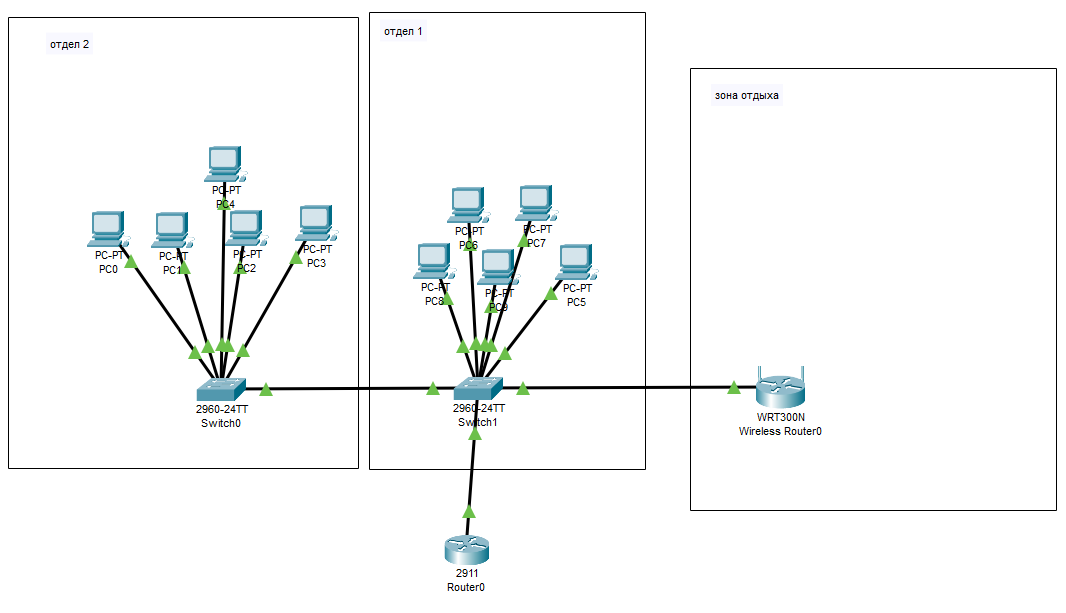 отдел 2
отдел 1
зона отдыха
PC-PT
PC4
PC-PT
PC0
PC-PT
PC1
PC-PT
PC2
PC-PT
PC3
PC-PT
PC6
PC-PT
PC7
PC-PT
PC8
PC-PT
PC9
PC-PT
PC5
2960-24TT
Switch0
2960-24TT
Switch1
WRT300N
Wireless Router0
2911
Router0